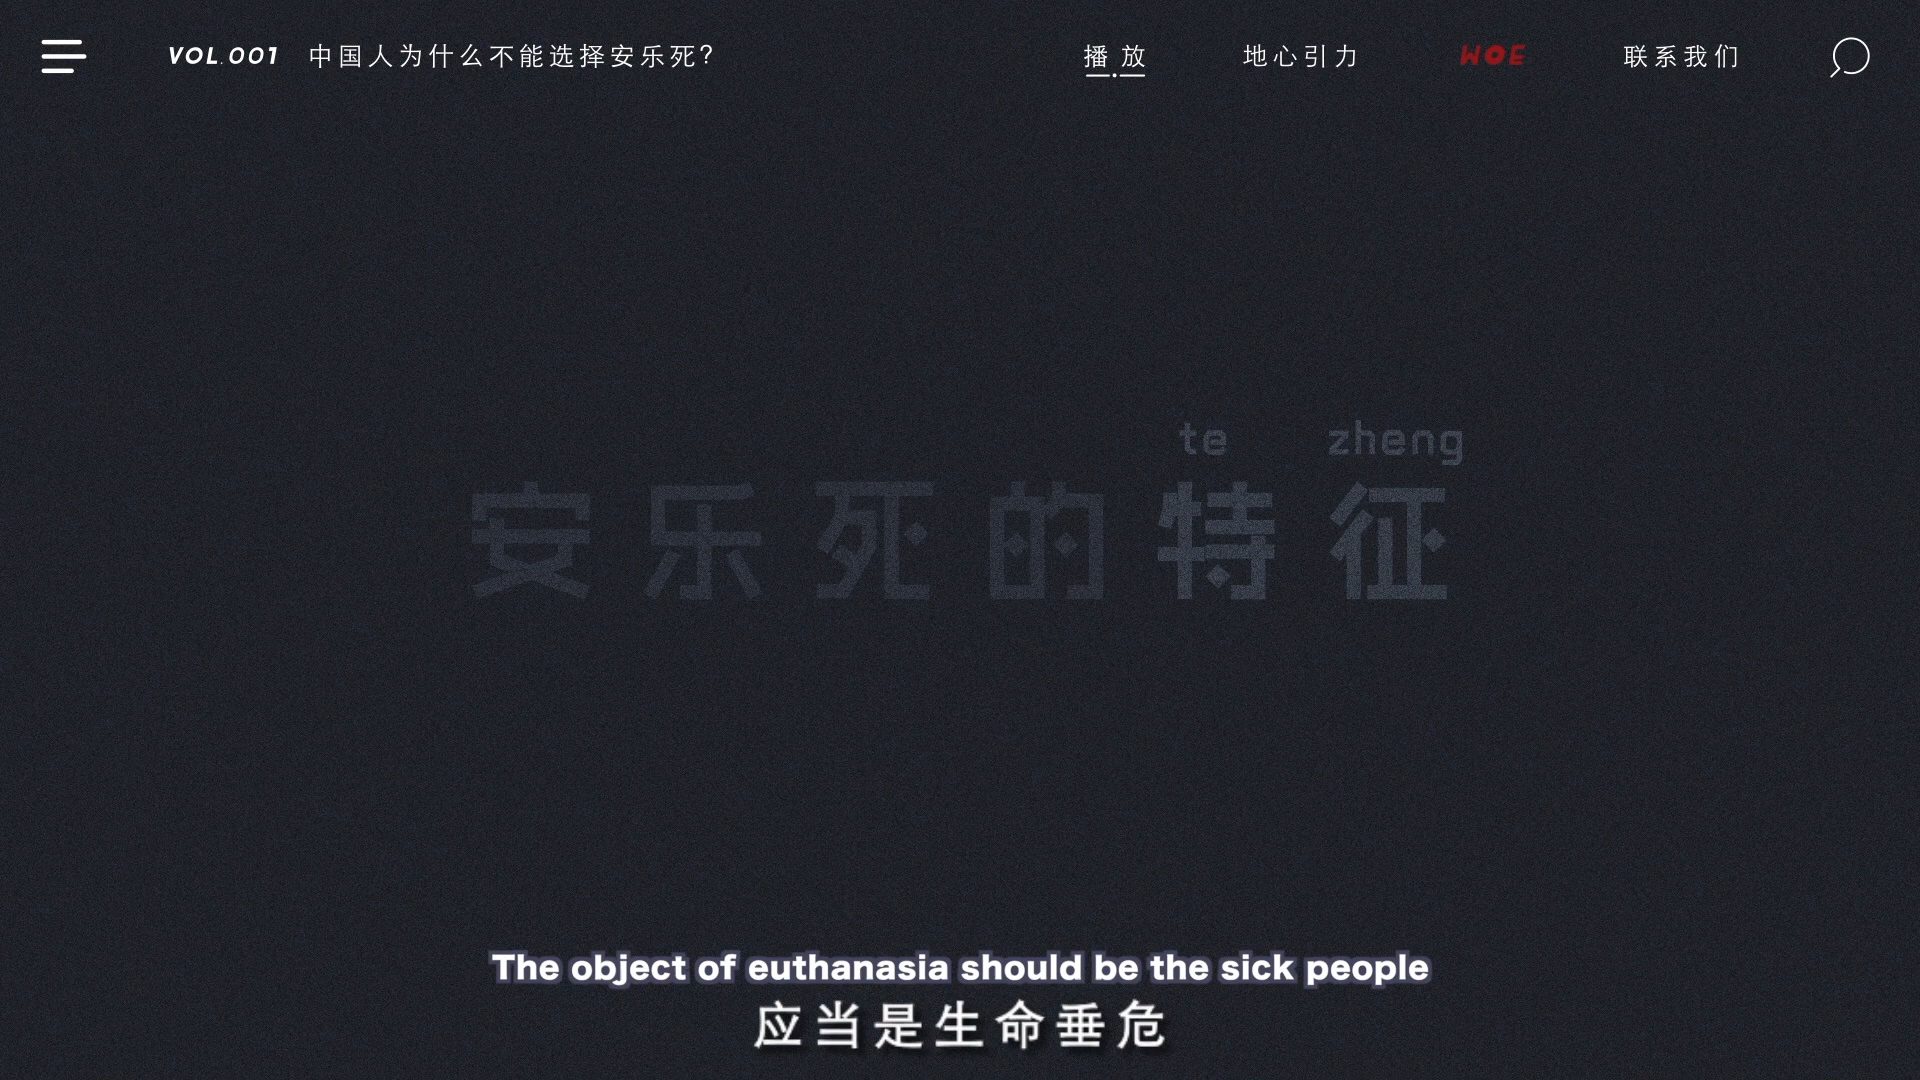 VOL.001 中国人为什么不能选择安乐死?
播放 地心引力 WOE 联系我们
te zheng
安乐死的特征
The object of euthanasia should be the sick people
应当是生命垂危